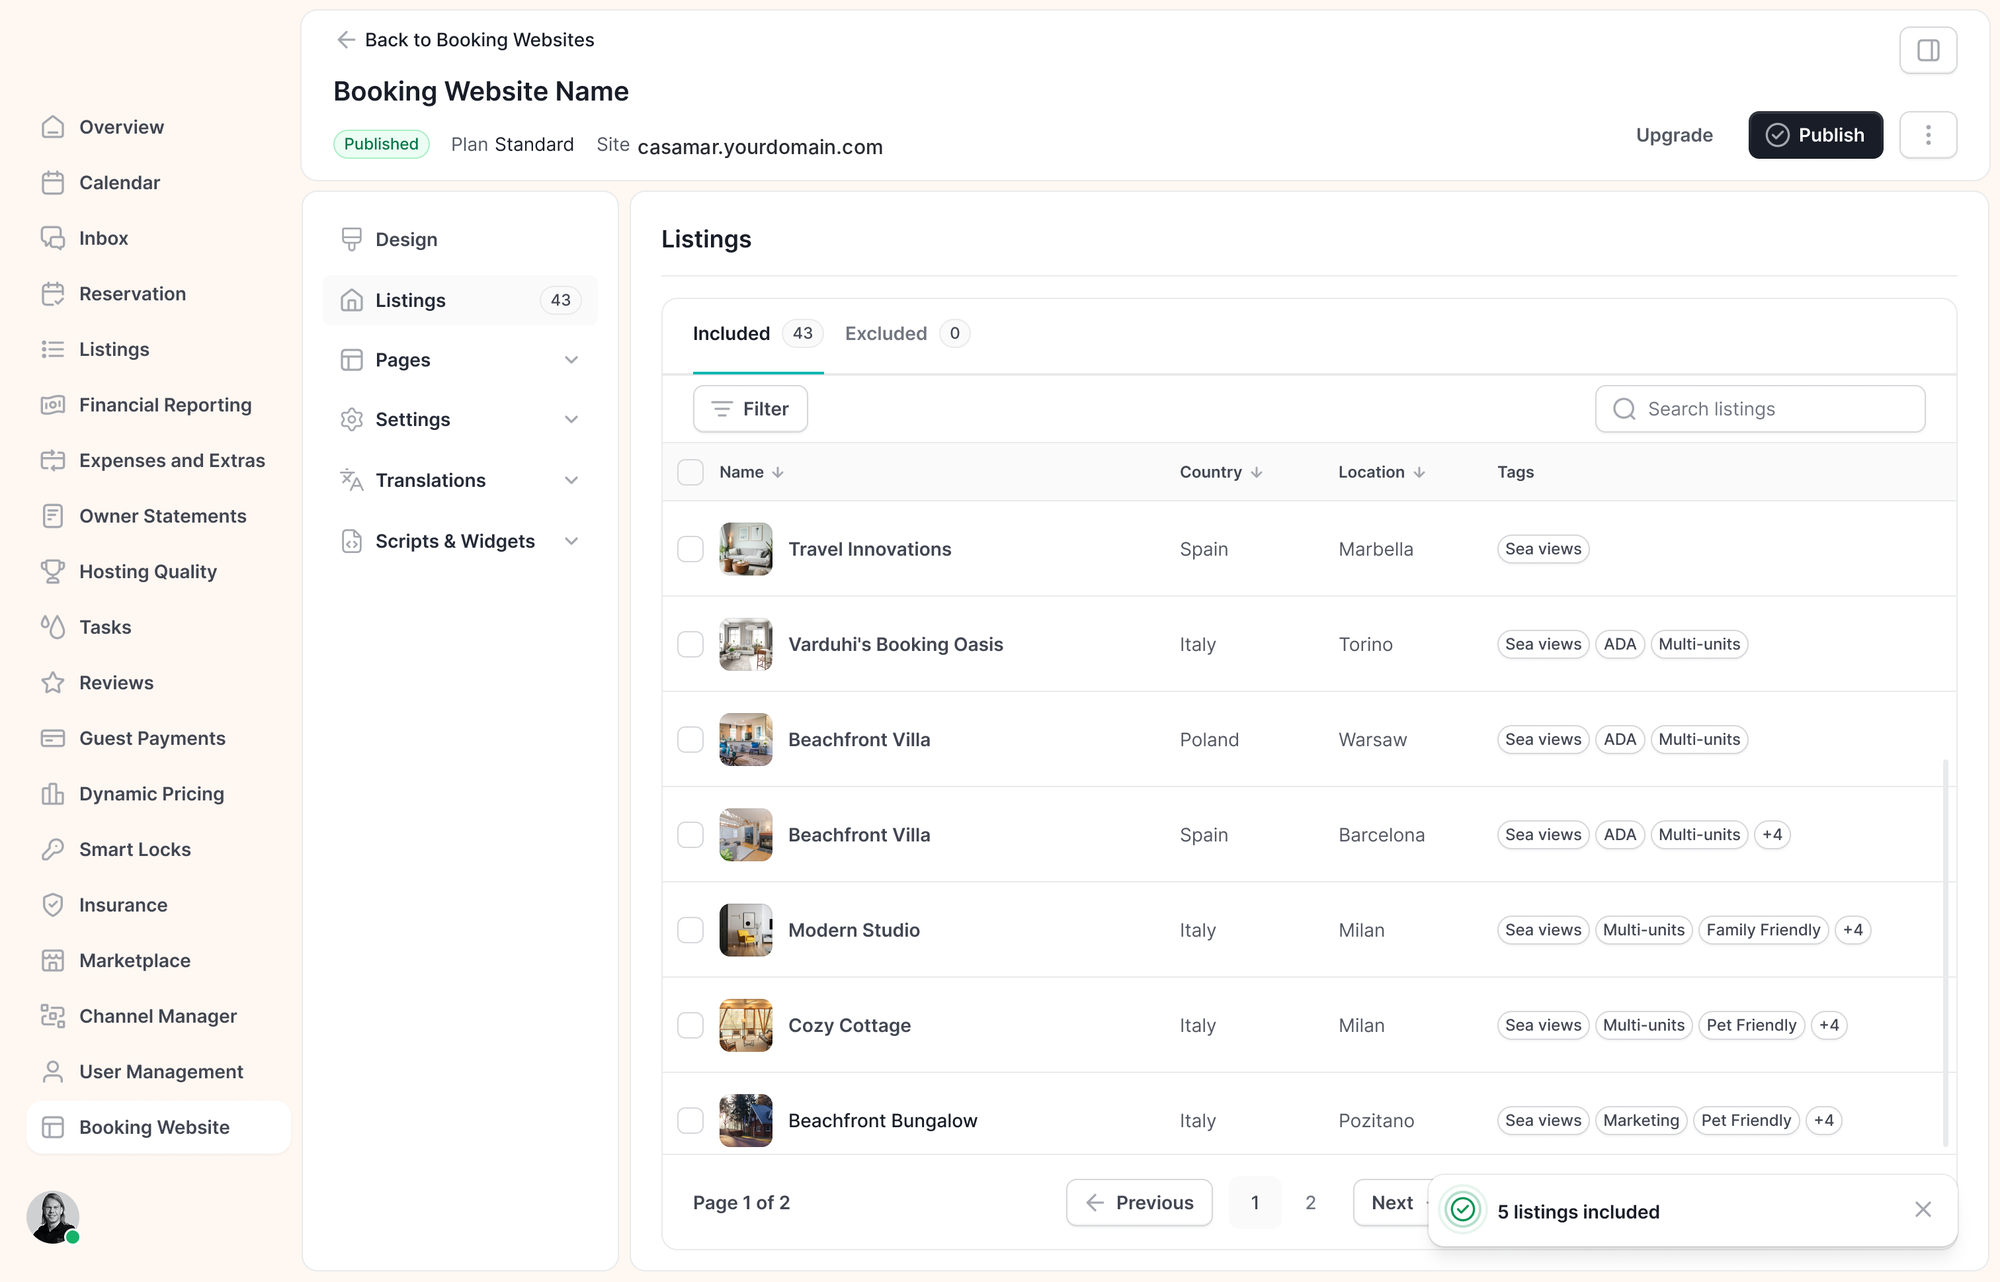 Overview
Calendar
Inbox
Reservation
Listings
Financial Reporting
Expenses and Extras
Owner Statements
Hosting Quality
Tasks
Reviews
Guest Payments
Dynamic Pricing
Smart Locks
Insurance
Marketplace
Channel Manager
User Management
Booking Website
Back to Booking Websites
Booking Website Name
Published Plan Standard Site casamar.yourdomain.com
Upgrade
Publish
Design
Listings 43
Pages
Settings
Translations
Scripts & Widgets
Listings
Included 43 Excluded 0
Filter
Search listings
Name Country Location Tags
Travel Innovations Spain Marbella Sea views
Varduhi's Booking Oasis Italy Torino Sea views ADA Multi-units
Beachfront Villa Poland Warsaw Sea views ADA Multi-units
Beachfront Villa Spain Barcelona Sea views ADA Multi-units +4
Modern Studio Italy Milan Sea views Multi-units Family Friendly +4
Cozy Cottage Italy Milan Sea views Multi-units Pet Friendly +4
Beachfront Bungalow Italy Pozitano Sea views Marketing Pet Friendly +4
Page 1 of 2 Previous 1 2 Next
5 listings included